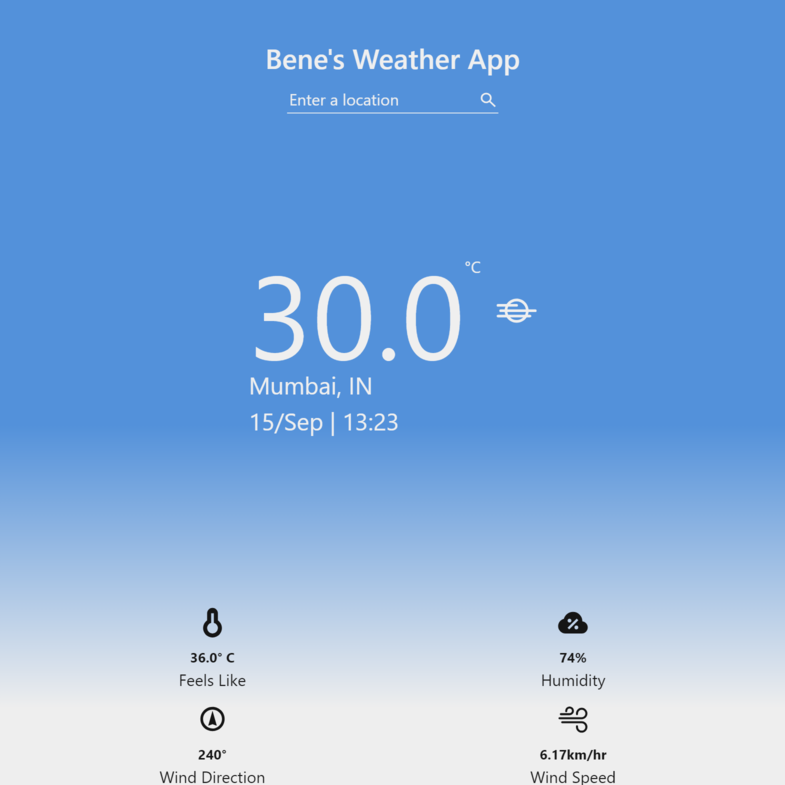 Bene's Weather App
Enter a location
30.0 °C
Mumbai, IN
15/Sep | 13:23
36.0° C
Feels Like
74%
Humidity
240°
Wind Direction
6.17km/hr
Wind Speed